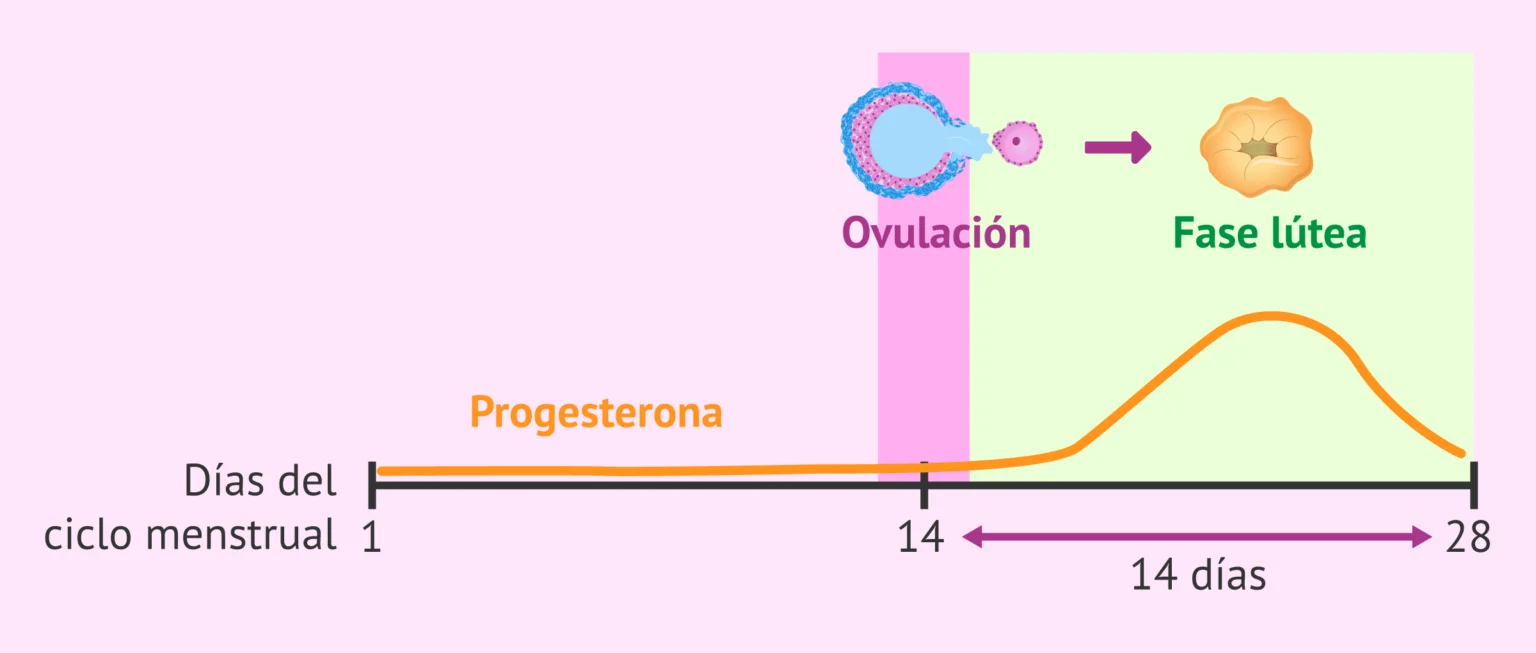 Ovulación
Fase lútea
Progesterona
Días del
ciclo menstrual
1
14
28
14 días